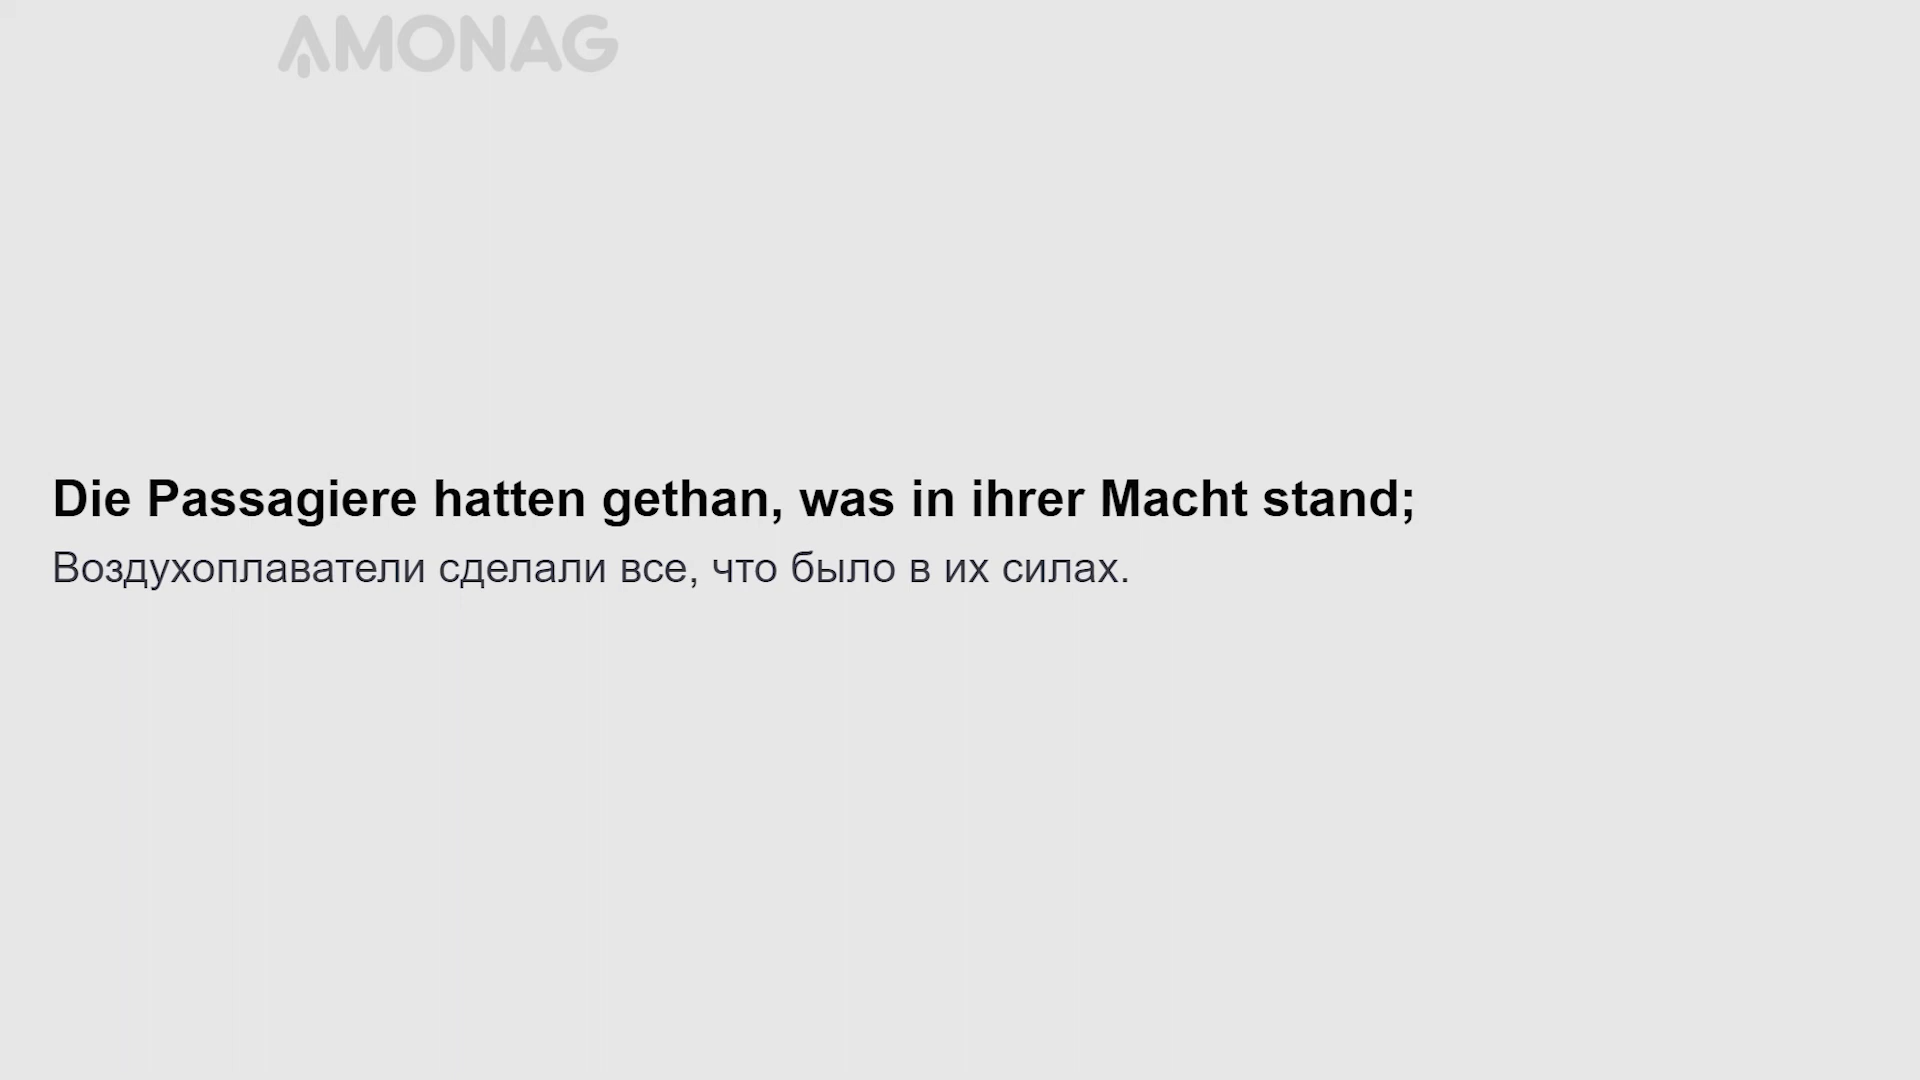 AMONAG
Die Passagiere hatten gethan, was in ihrer Macht stand;
Воздухоплаватели сделали все, что было в их силах.